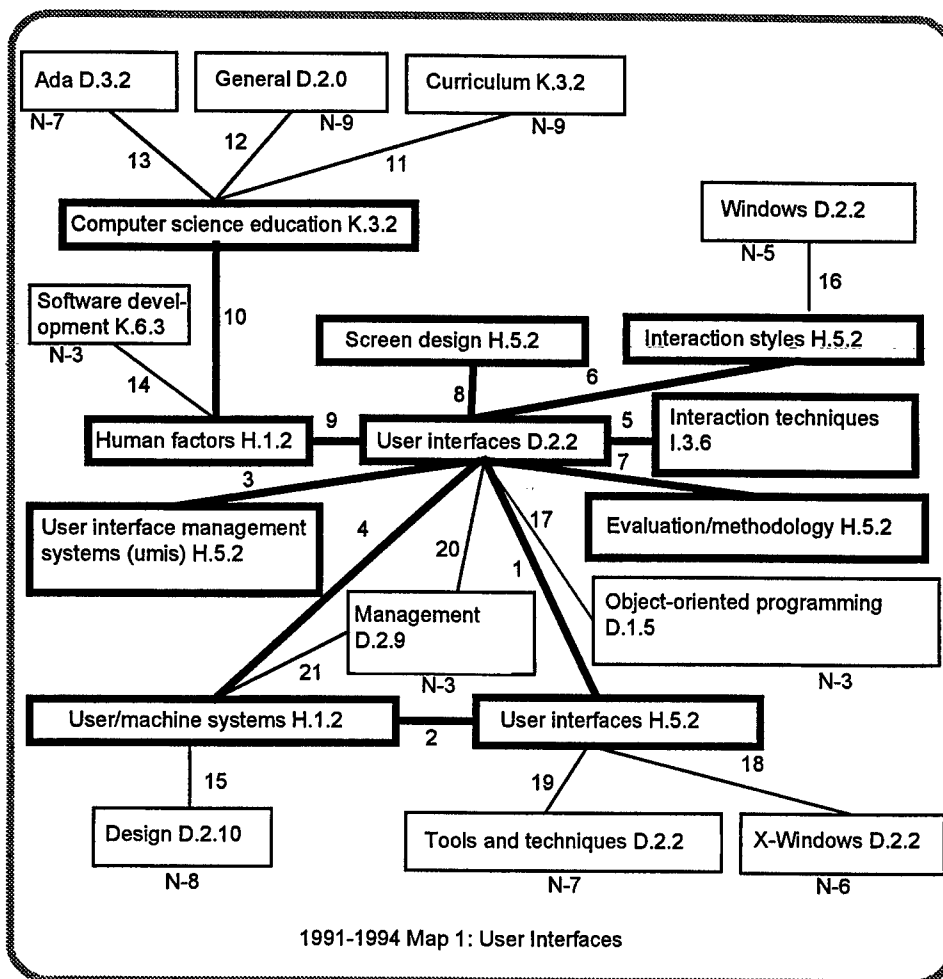 Ada D.3.2
General D.2.0
Curriculum K.3.2
N-7
N-9
N-9
13
12
11
Computer science education K.3.2
Windows D.2.2
N-5
16
Software devel-
opment K.6.3
N-3
10
14
Screen design H.5.2
Interaction styles H.5.2
8
6
Human factors H.1.2
9
User interfaces D.2.2
5
Interaction techniques
I.3.6
3
7
User interface management
systems (umis) H.5.2
4
20
1
17
Evaluation/methodology H.5.2
Management
D.2.9
Object-oriented programming
D.1.5
21
N-3
N-3
User/machine systems H.1.2
2
User interfaces H.5.2
15
19
18
Design D.2.10
Tools and techniques D.2.2
X-Windows D.2.2
N-8
N-7
N-6
1991-1994 Map 1: User Interfaces